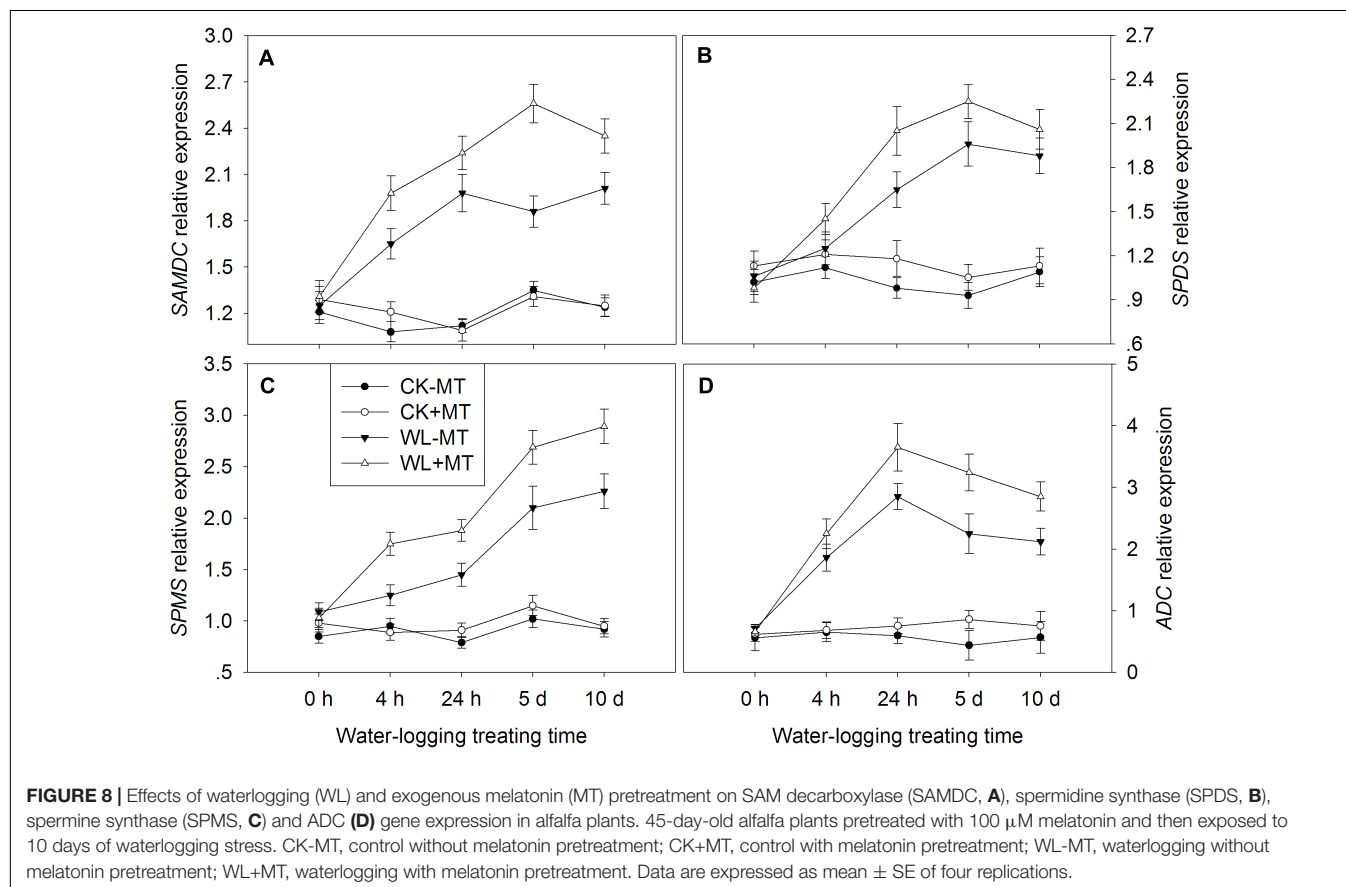 A
3.0
2.7
2.4
2.1
1.8
1.5
1.2
SAMDC relative expression
B
2.7
2.4
2.1
1.8
1.5
1.2
.9
.6
SPDS relative expression
C
3.5
3.0
2.5
2.0
1.5
1.0
.5
SPMS relative expression
CK-MT
CK+MT
WL-MT
WL+MT
0 h 4 h 24 h 5 d 10 d
Water-logging treating time
D
5
4
3
2
1
0
ADC relative expression
0 h 4 h 24 h 5 d 10 d
Water-logging treating time
FIGURE 8 | Effects of waterlogging (WL) and exogenous melatonin (MT) pretreatment on SAM decarboxylase (SAMDC, A), spermidine synthase (SPDS, B),
spermine synthase (SPMS, C) and ADC (D) gene expression in alfalfa plants. 45-day-old alfalfa plants pretreated with 100 μM melatonin and then exposed to
10 days of waterlogging stress. CK-MT, control without melatonin pretreatment; CK+MT, control with melatonin pretreatment; WL-MT, waterlogging without
melatonin pretreatment; WL+MT, waterlogging with melatonin pretreatment. Data are expressed as mean ± SE of four replications.